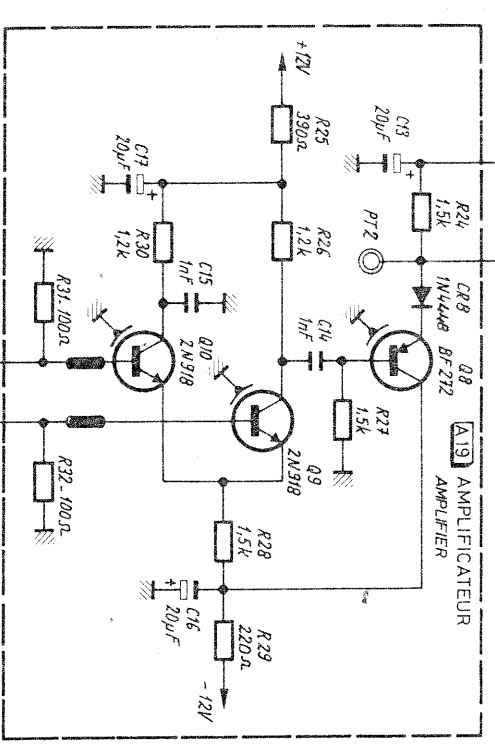 A19 AMPLIFICATEUR
AMPLIFIER
+12V
R25
390Ω
C17
20µF
+
R30
1,2k
C15
1nF
R26
1,2k
C13
20µF
+
R24
1,5k
PT2
CR8
1N4448
Q8
BF272
C14
1nF
R27
1.5k
R31-100Ω
Q10
2N918
Q9
2N918
R32-100Ω
R28
1,5k
C16
20µF
+
R29
220Ω
-12V